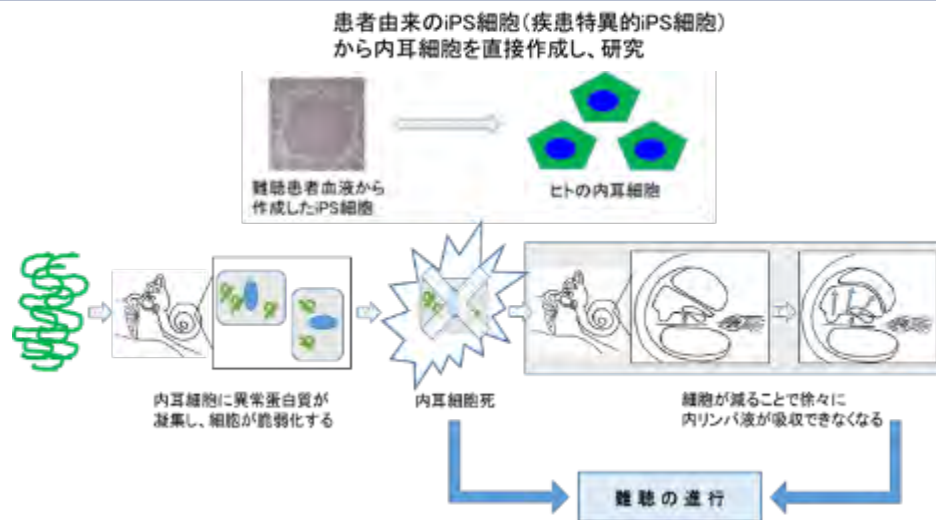 患者由来のiPS細胞(疾患特異的iPS細胞)
から内耳細胞を直接作成し、研究
難聴患者血液から
作成したiPS細胞
ヒトの内耳細胞
内耳細胞に異常蛋白質が
凝集し、細胞が脆弱化する
内耳細胞死
細胞が減ることで徐々に
内リンパ液が吸収できなくなる
難聴の進行